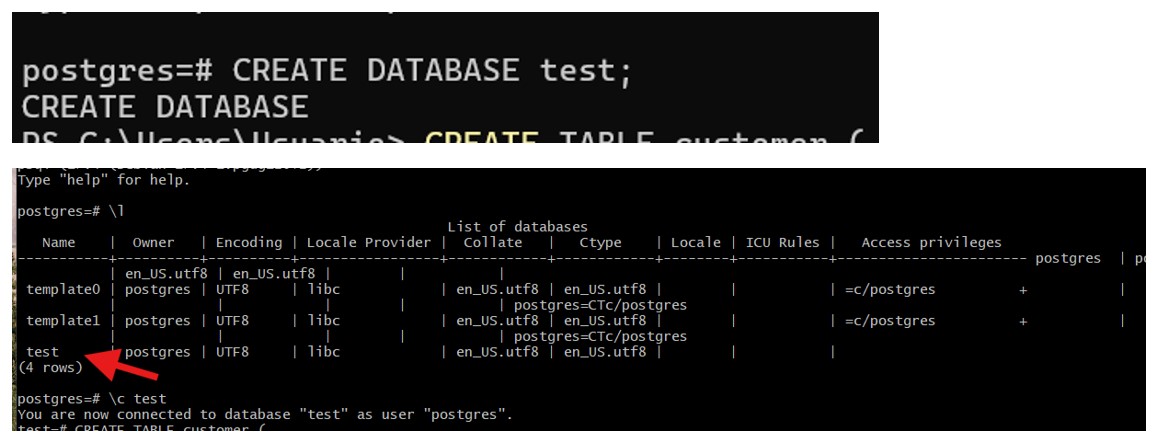 postgres=# CREATE DATABASE test;
CREATE DATABASE
PS C:\Users\Usuario> CREATE TABLE customer (
Type "help" for help.
postgres=# \l
List of databases
Name | Owner | Encoding | Locale Provider | Collate | Ctype | Locale | ICU Rules | Access privileges
-----------+----------+----------+-----------------+------------+------------+--------+-----------+----------------------- postgres | po
| en_US.utf8 | en_US.utf8 | | |
template0 | postgres | UTF8 | libc | en_US.utf8 | en_US.utf8 | | | =c/postgres + |
| | | | | postgres=CTc/postgres
template1 | postgres | UTF8 | libc | en_US.utf8 | en_US.utf8 | | | =c/postgres + |
| | | | | postgres=CTc/postgres
test | postgres | UTF8 | libc | en_US.utf8 | en_US.utf8 | | |
(4 rows)
postgres=# \c test
You are now connected to database "test" as user "postgres".
test=# CREATE TABLE customer (